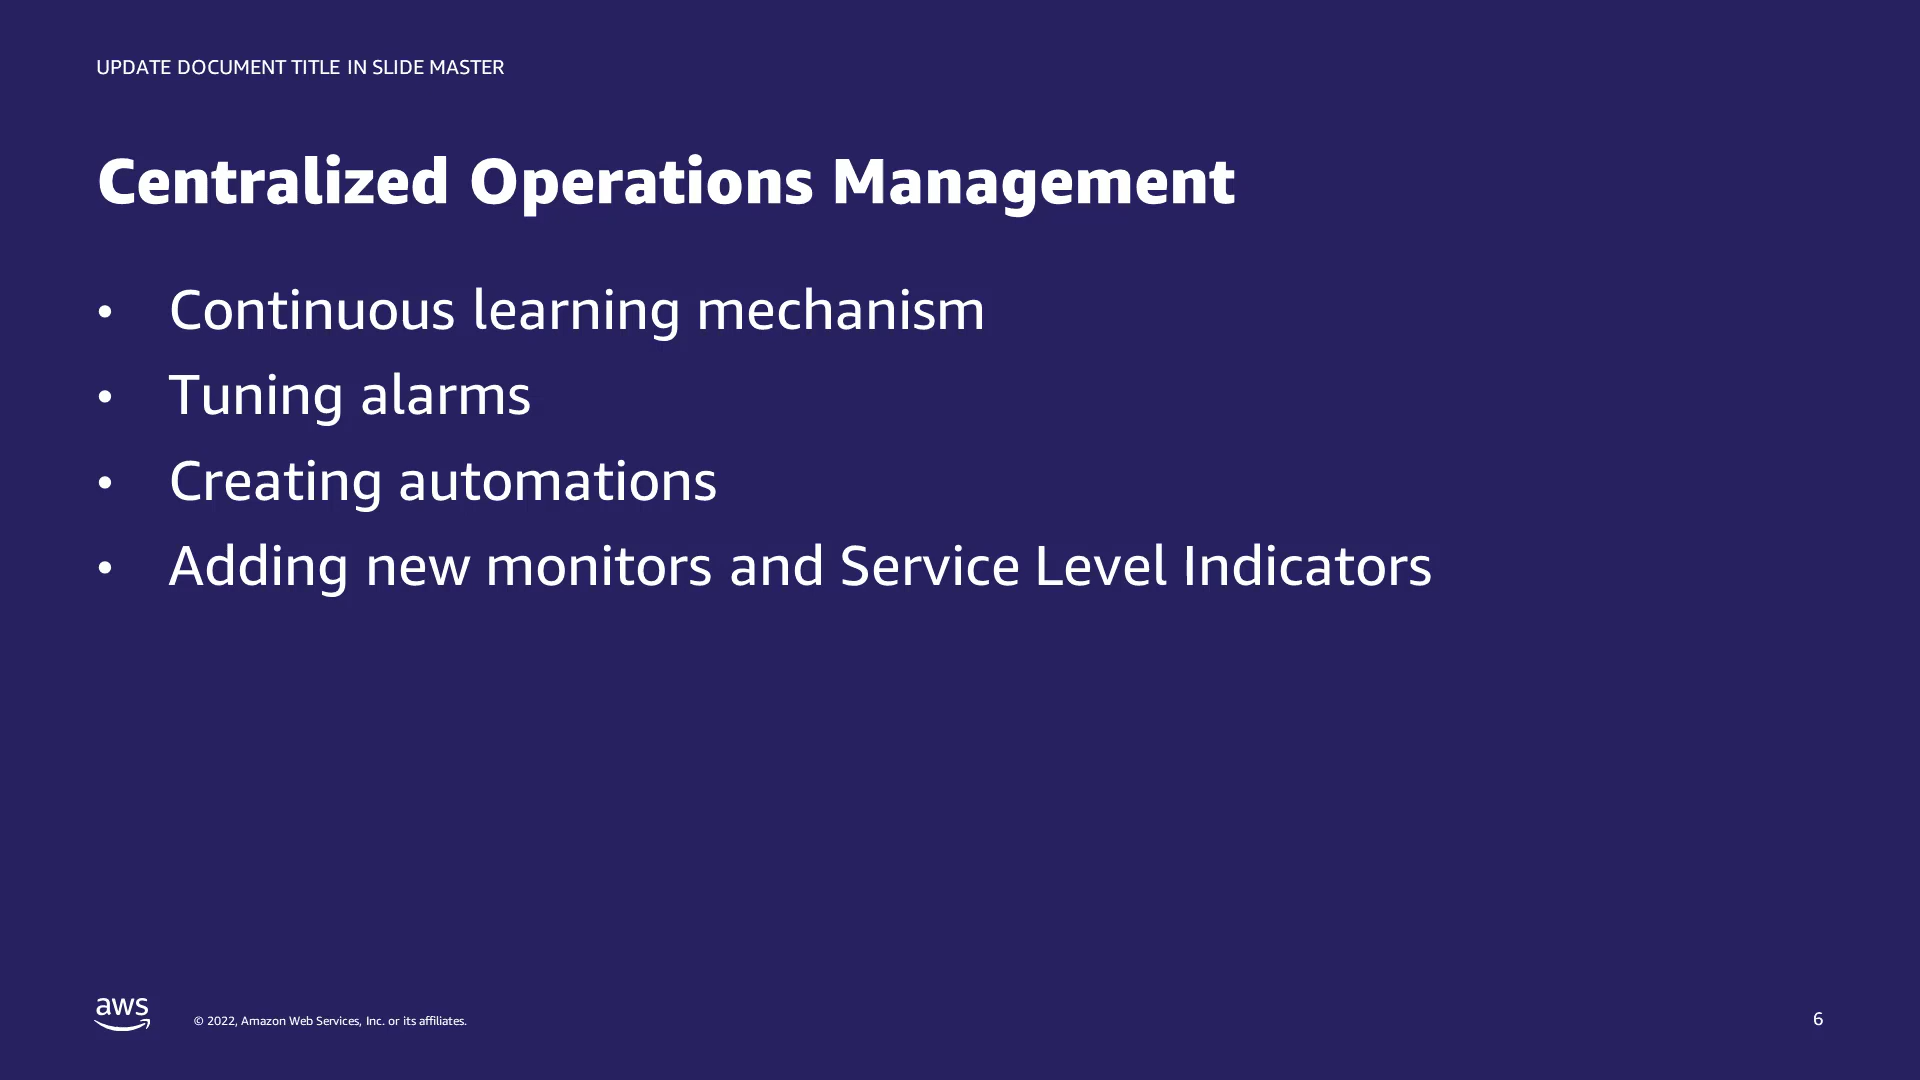 UPDATE DOCUMENT TITLE IN SLIDE MASTER
Centralized Operations Management
• Continuous learning mechanism
• Tuning alarms
• Creating automations
• Adding new monitors and Service Level Indicators
aws
© 2022, Amazon Web Services, Inc. or its affiliates.
6